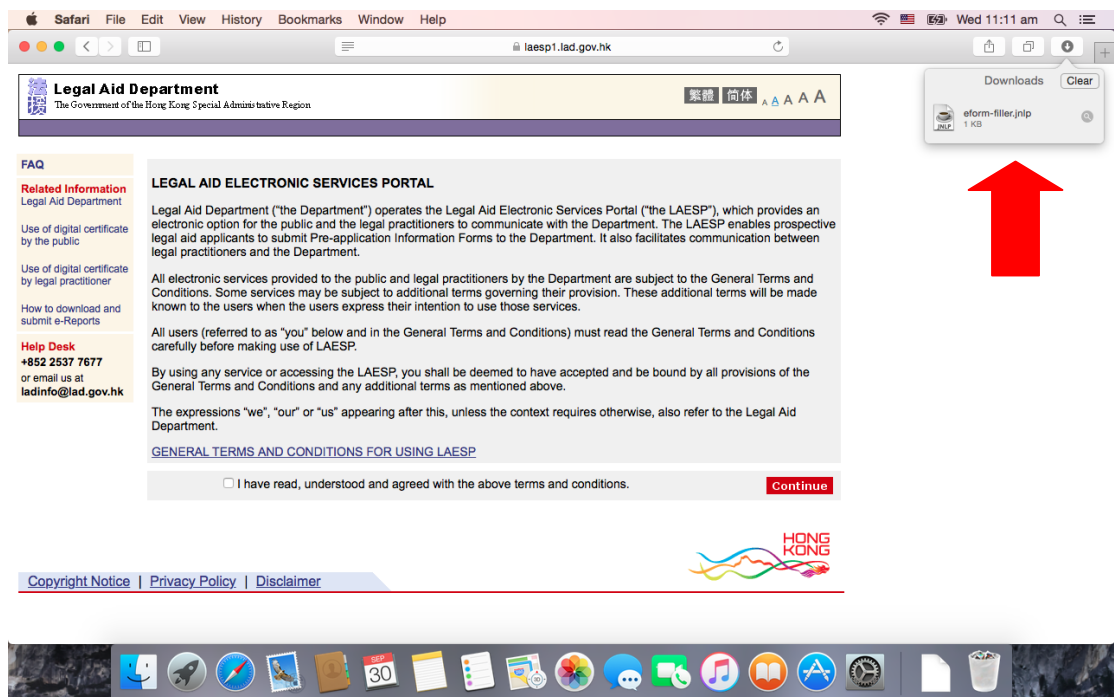 Safari File Edit View History Bookmarks Window Help Wed 11:11 am
laesp1.lad.gov.hk
Downloads Clear
eform-filler.jnlp
1 KB
JNLP
法援
Legal Aid Department
The Government of the Hong Kong Special Administrative Region
繁體 简体 A A A A A
FAQ
Related Information
Legal Aid Department
Use of digital certificate
by the public
Use of digital certificate
by legal practitioner
How to download and
submit e-Reports
Help Desk
+852 2537 7677
or email us at
ladinfo@lad.gov.hk
LEGAL AID ELECTRONIC SERVICES PORTAL
Legal Aid Department (“the Department”) operates the Legal Aid Electronic Services Portal (“the LAESP”), which provides an
electronic option for the public and the legal practitioners to communicate with the Department. The LAESP enables prospective
legal aid applicants to submit Pre-application Information Forms to the Department. It also facilitates communication between
legal practitioners and the Department.
All electronic services provided to the public and legal practitioners by the Department are subject to the General Terms and
Conditions. Some services may be subject to additional terms governing their provision. These additional terms will be made
known to the users when the users express their intention to use those services.
All users (referred to as “you” below and in the General Terms and Conditions) must read the General Terms and Conditions
carefully before making use of LAESP.
By using any service or accessing the LAESP, you shall be deemed to have accepted and be bound by all provisions of the
General Terms and Conditions and any additional terms as mentioned above.
The expressions “we”, “our” or “us” appearing after this, unless the context requires otherwise, also refer to the Legal Aid
Department.
GENERAL TERMS AND CONDITIONS FOR USING LAESP
I have read, understood and agreed with the above terms and conditions.
Continue
HONG
KONG
Copyright Notice | Privacy Policy | Disclaimer
SEP
30